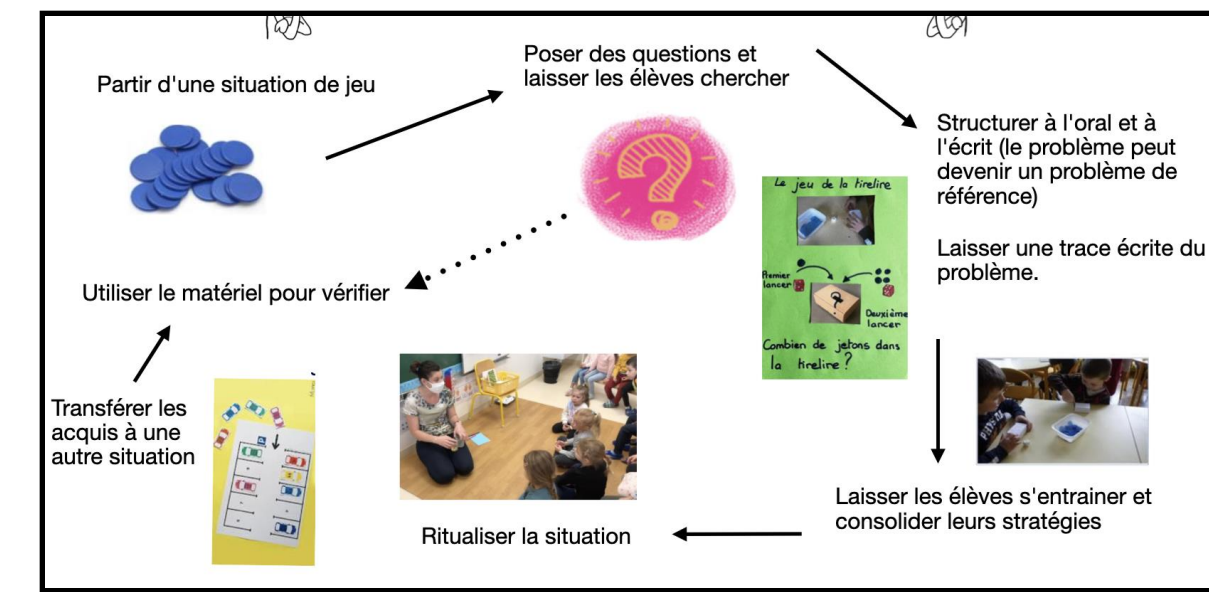 Partir d'une situation de jeu
Poser des questions et
laisser les élèves chercher
Structurer à l'oral et à
l'écrit (le problème peut
devenir un problème de
référence)
Laisser une trace écrite du
problème.
Le jeu de la tirelire
Premier
lancer
Deuxième
lancer
Combien de jetons dans
la tirelire ?
Utiliser le matériel pour vérifier
Transférer les
acquis à une
autre situation
P
Ritualiser la situation
Laisser les élèves s'entrainer et
consolider leurs stratégies